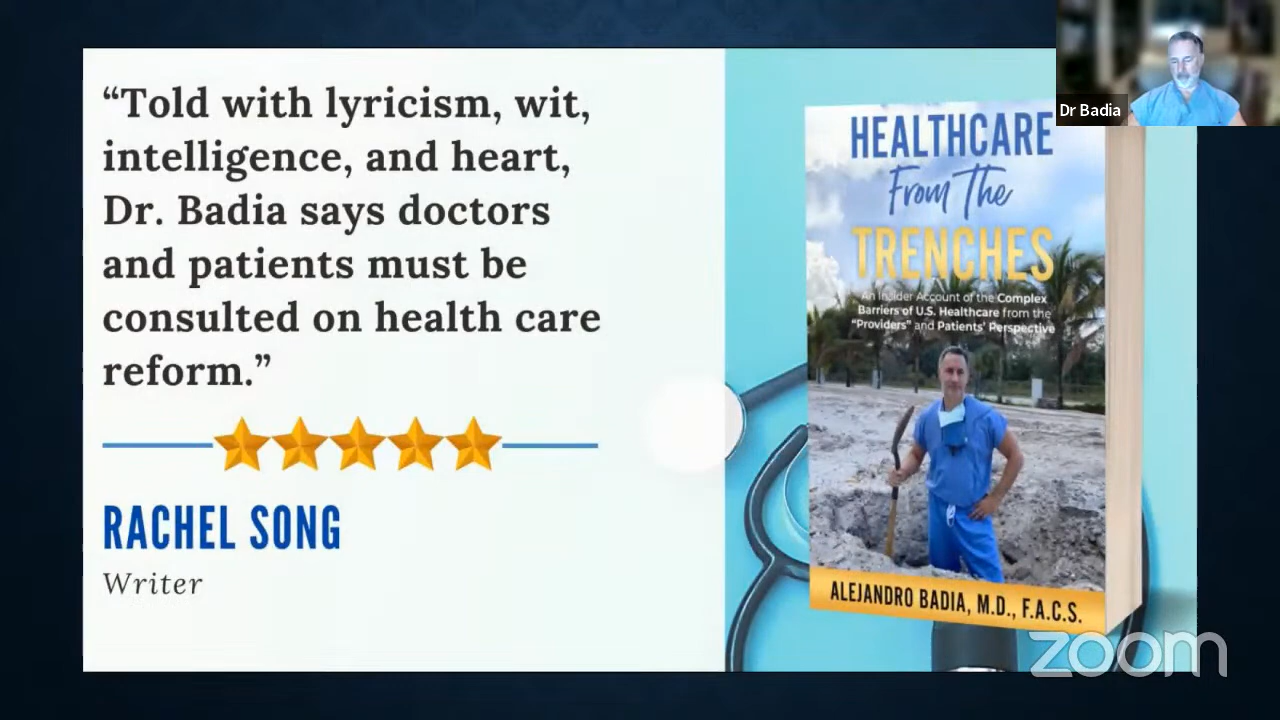 “Told with lyricism, wit,
intelligence, and heart,
Dr. Badia says doctors
and patients must be
consulted on health care
reform.”
RACHEL SONG
Writer
HEALTHCARE
From The
TRENCHES
An Insider Account of the Complex
Barriers of U.S. Healthcare from the
“Providers” and Patients' Perspective
ALEJANDRO BADIA, M.D., F.A.C.S.
Dr Badia
zoom